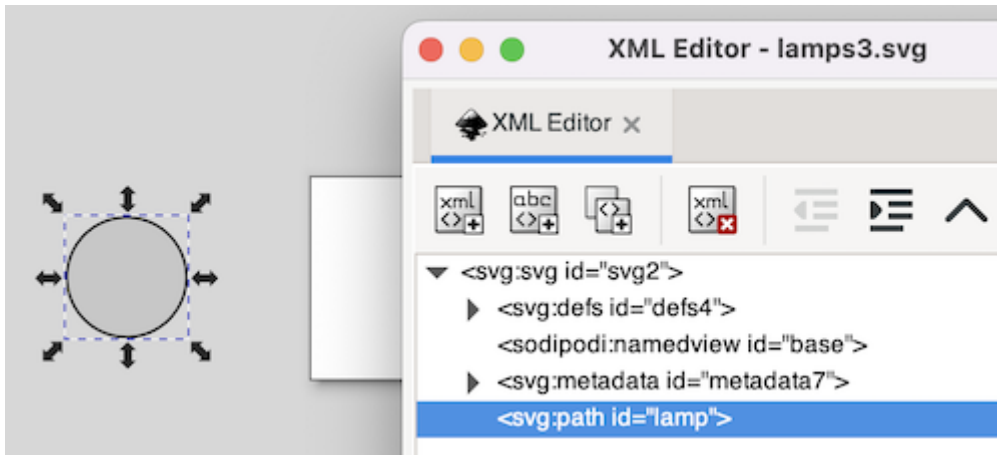 XML Editor - lamps3.svg
XML Editor ×
xml
<>+
abc
<>+
<>+
xml
<>
<svg:svg id="svg2">
<svg:defs id="defs4">
<sodipodi:namedview id="base">
<svg:metadata id="metadata7">
<svg:path id="lamp">